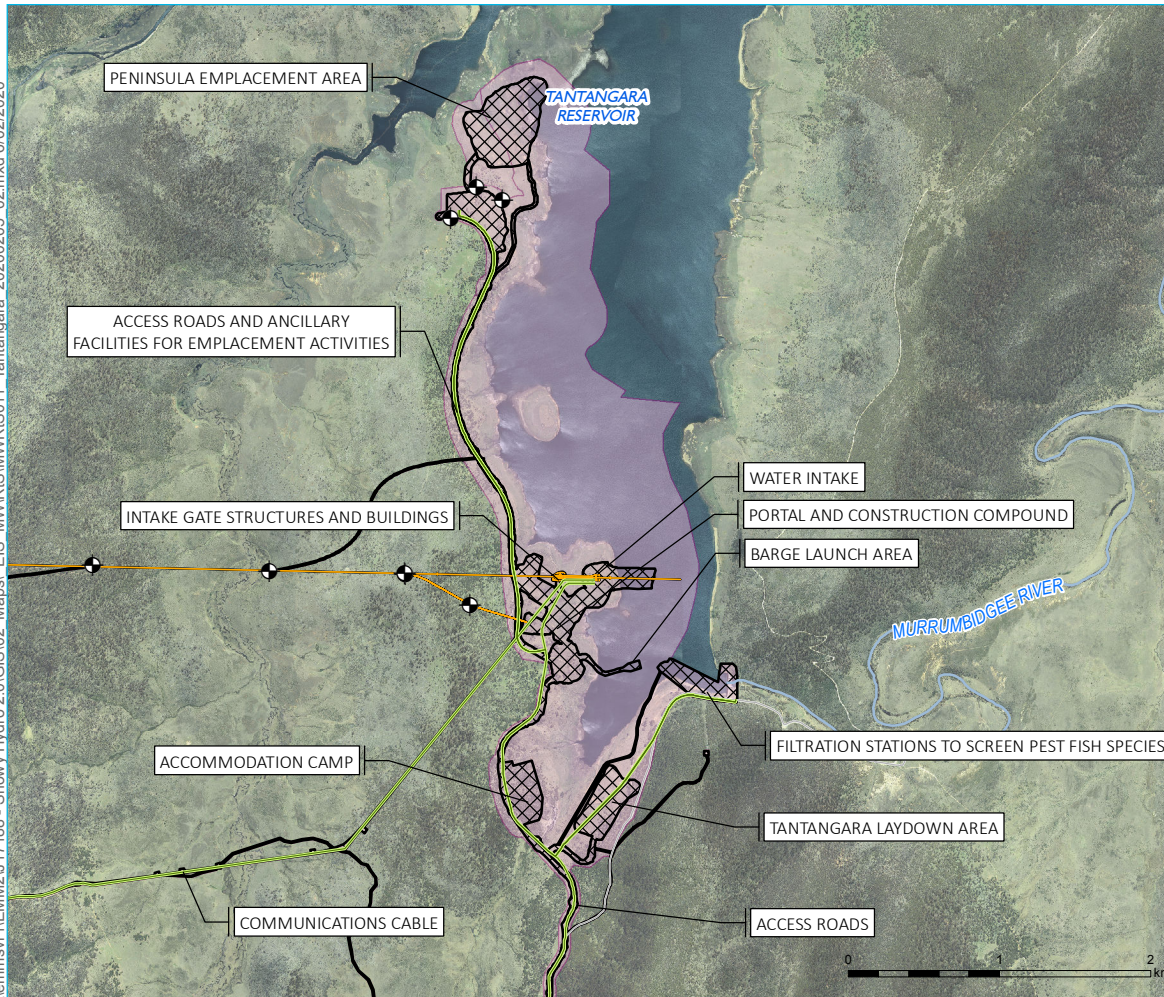 PENINSULA EMPLACEMENT AREA
TANTANGARA
RESERVOIR
ACCESS ROADS AND ANCILLARY
FACILITIES FOR EMPLACEMENT ACTIVITIES
WATER INTAKE
INTAKE GATE STRUCTURES AND BUILDINGS
PORTAL AND CONSTRUCTION COMPOUND
BARGE LAUNCH AREA
MURRUMBIDGEE RIVER
FILTRATION STATIONS TO SCREEN PEST FISH SPECIES
ACCOMMODATION CAMP
TANTANGARA LAYDOWN AREA
COMMUNICATIONS CABLE
ACCESS ROADS
0 1 2
km